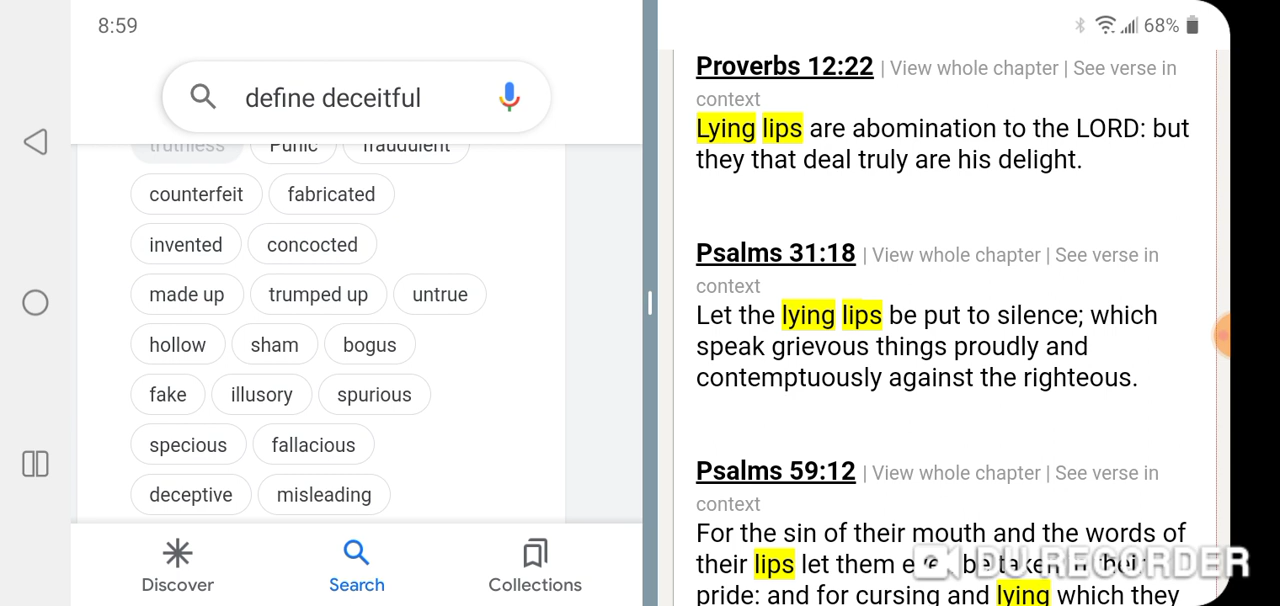 8:59
define deceitful
truthless Punic fraudulent
counterfeit fabricated
invented concocted
made up trumped up untrue
hollow sham bogus
fake illusory spurious
specious fallacious
deceptive misleading
Discover Search Collections
68%
Proverbs 12:22 | View whole chapter | See verse in
context
Lying lips are abomination to the LORD: but
they that deal truly are his delight.
Psalms 31:18 | View whole chapter | See verse in
context
Let the lying lips be put to silence; which
speak grievous things proudly and
contemptuously against the righteous.
Psalms 59:12 | View whole chapter | See verse in
context
For the sin of their mouth and the words of
their lips let them even be taken in their
pride: and for cursing and lying which they
DU RECORDER